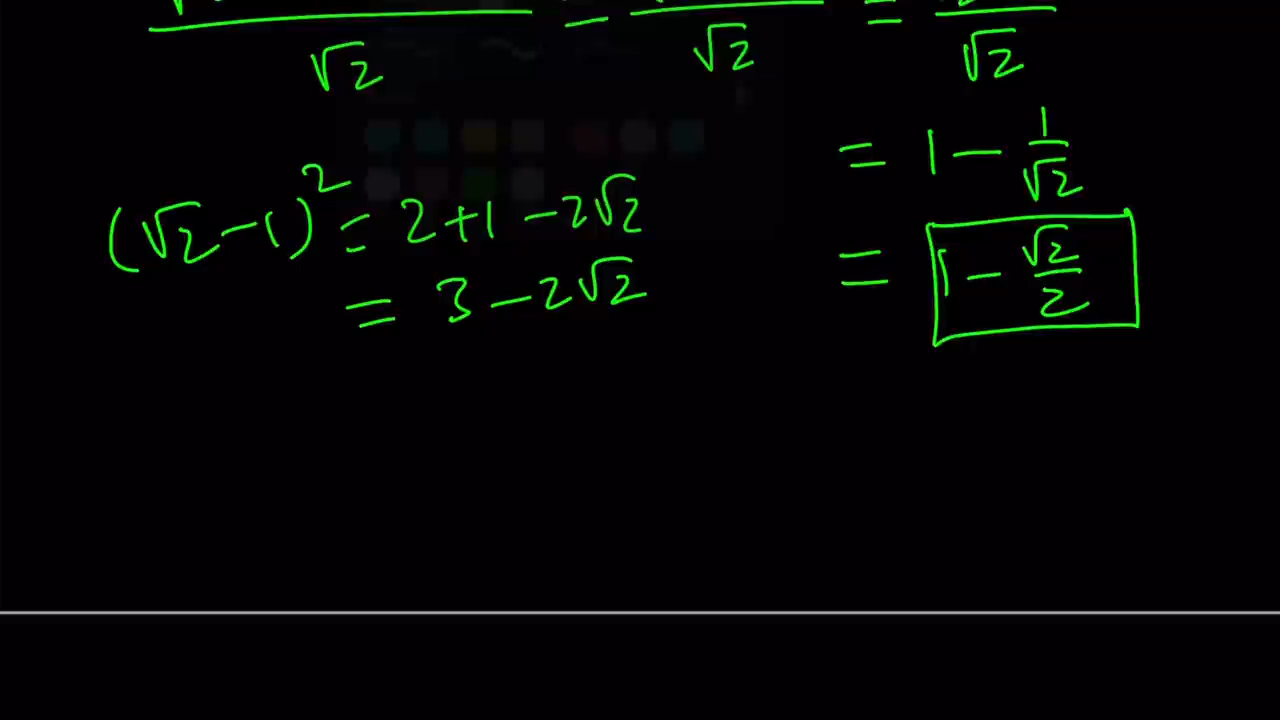 √2 = √2 = √2
= 1 - 1/√2
(√2 - 1)² = 2 + 1 - 2√2
= 3 - 2√2
= 1 - √2/2